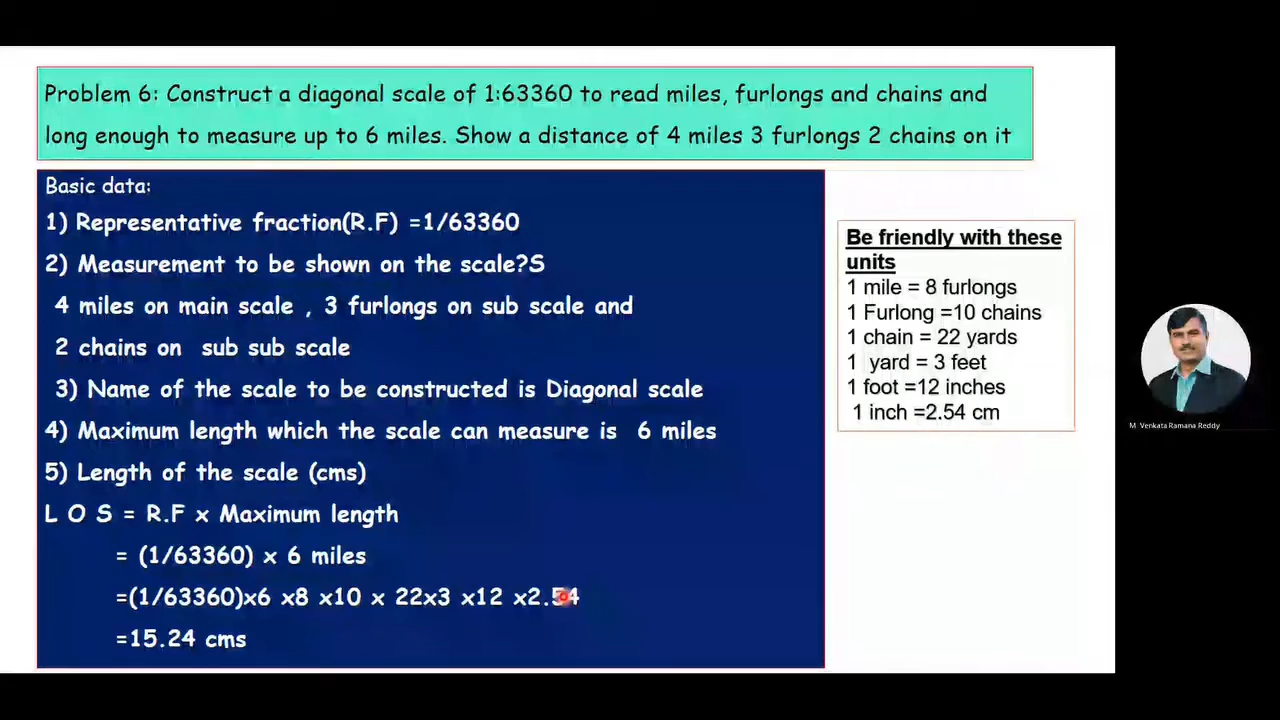 Problem 6: Construct a diagonal scale of 1:63360 to read miles, furlongs and chains and
long enough to measure up to 6 miles. Show a distance of 4 miles 3 furlongs 2 chains on it
Basic data:
1) Representative fraction(R.F) =1/63360
2) Measurement to be shown on the scale?S
4 miles on main scale , 3 furlongs on sub scale and
2 chains on sub sub scale
3) Name of the scale to be constructed is Diagonal scale
4) Maximum length which the scale can measure is 6 miles
5) Length of the scale (cms)
L O S = R.F x Maximum length
= (1/63360) x 6 miles
=(1/63360)x6 x8 x10 x 22x3 x12 x2.54
=15.24 cms
Be friendly with these
units
1 mile = 8 furlongs
1 Furlong =10 chains
1 chain = 22 yards
1 yard = 3 feet
1 foot =12 inches
1 inch =2.54 cm
M Venkata Ramana Reddy